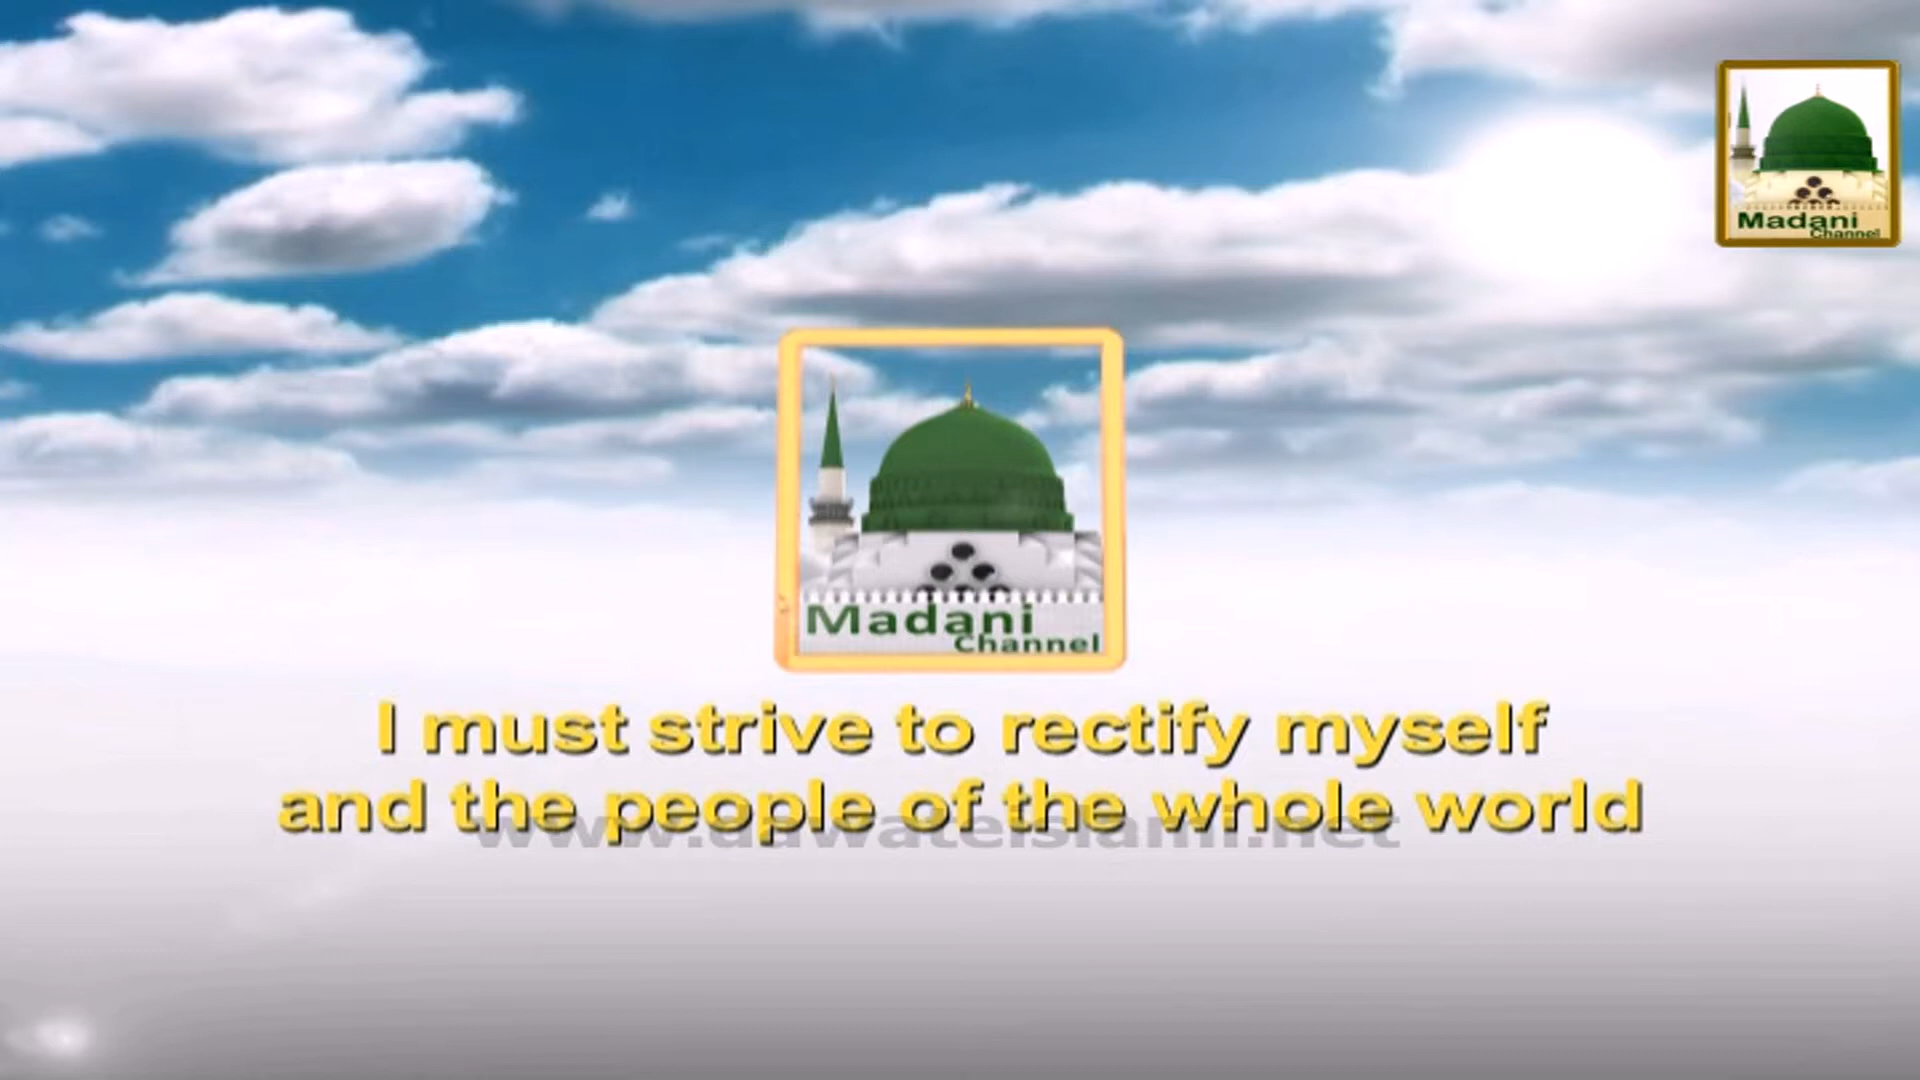 Madani
Channel
Madani
Channel
I must strive to rectify myself
and the people of the whole world
www.dawateislami.net